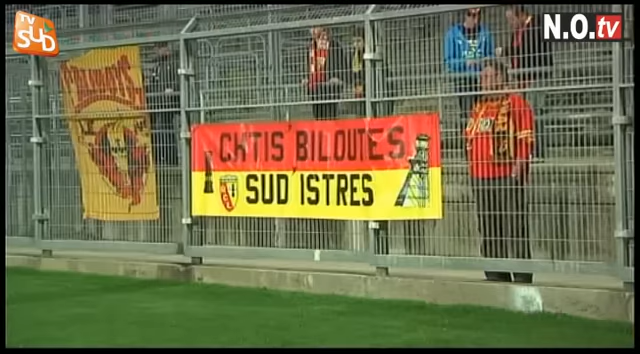 TV
SUD
N.O.tv
CHTIS' BILOUTES
SUD ISTRES